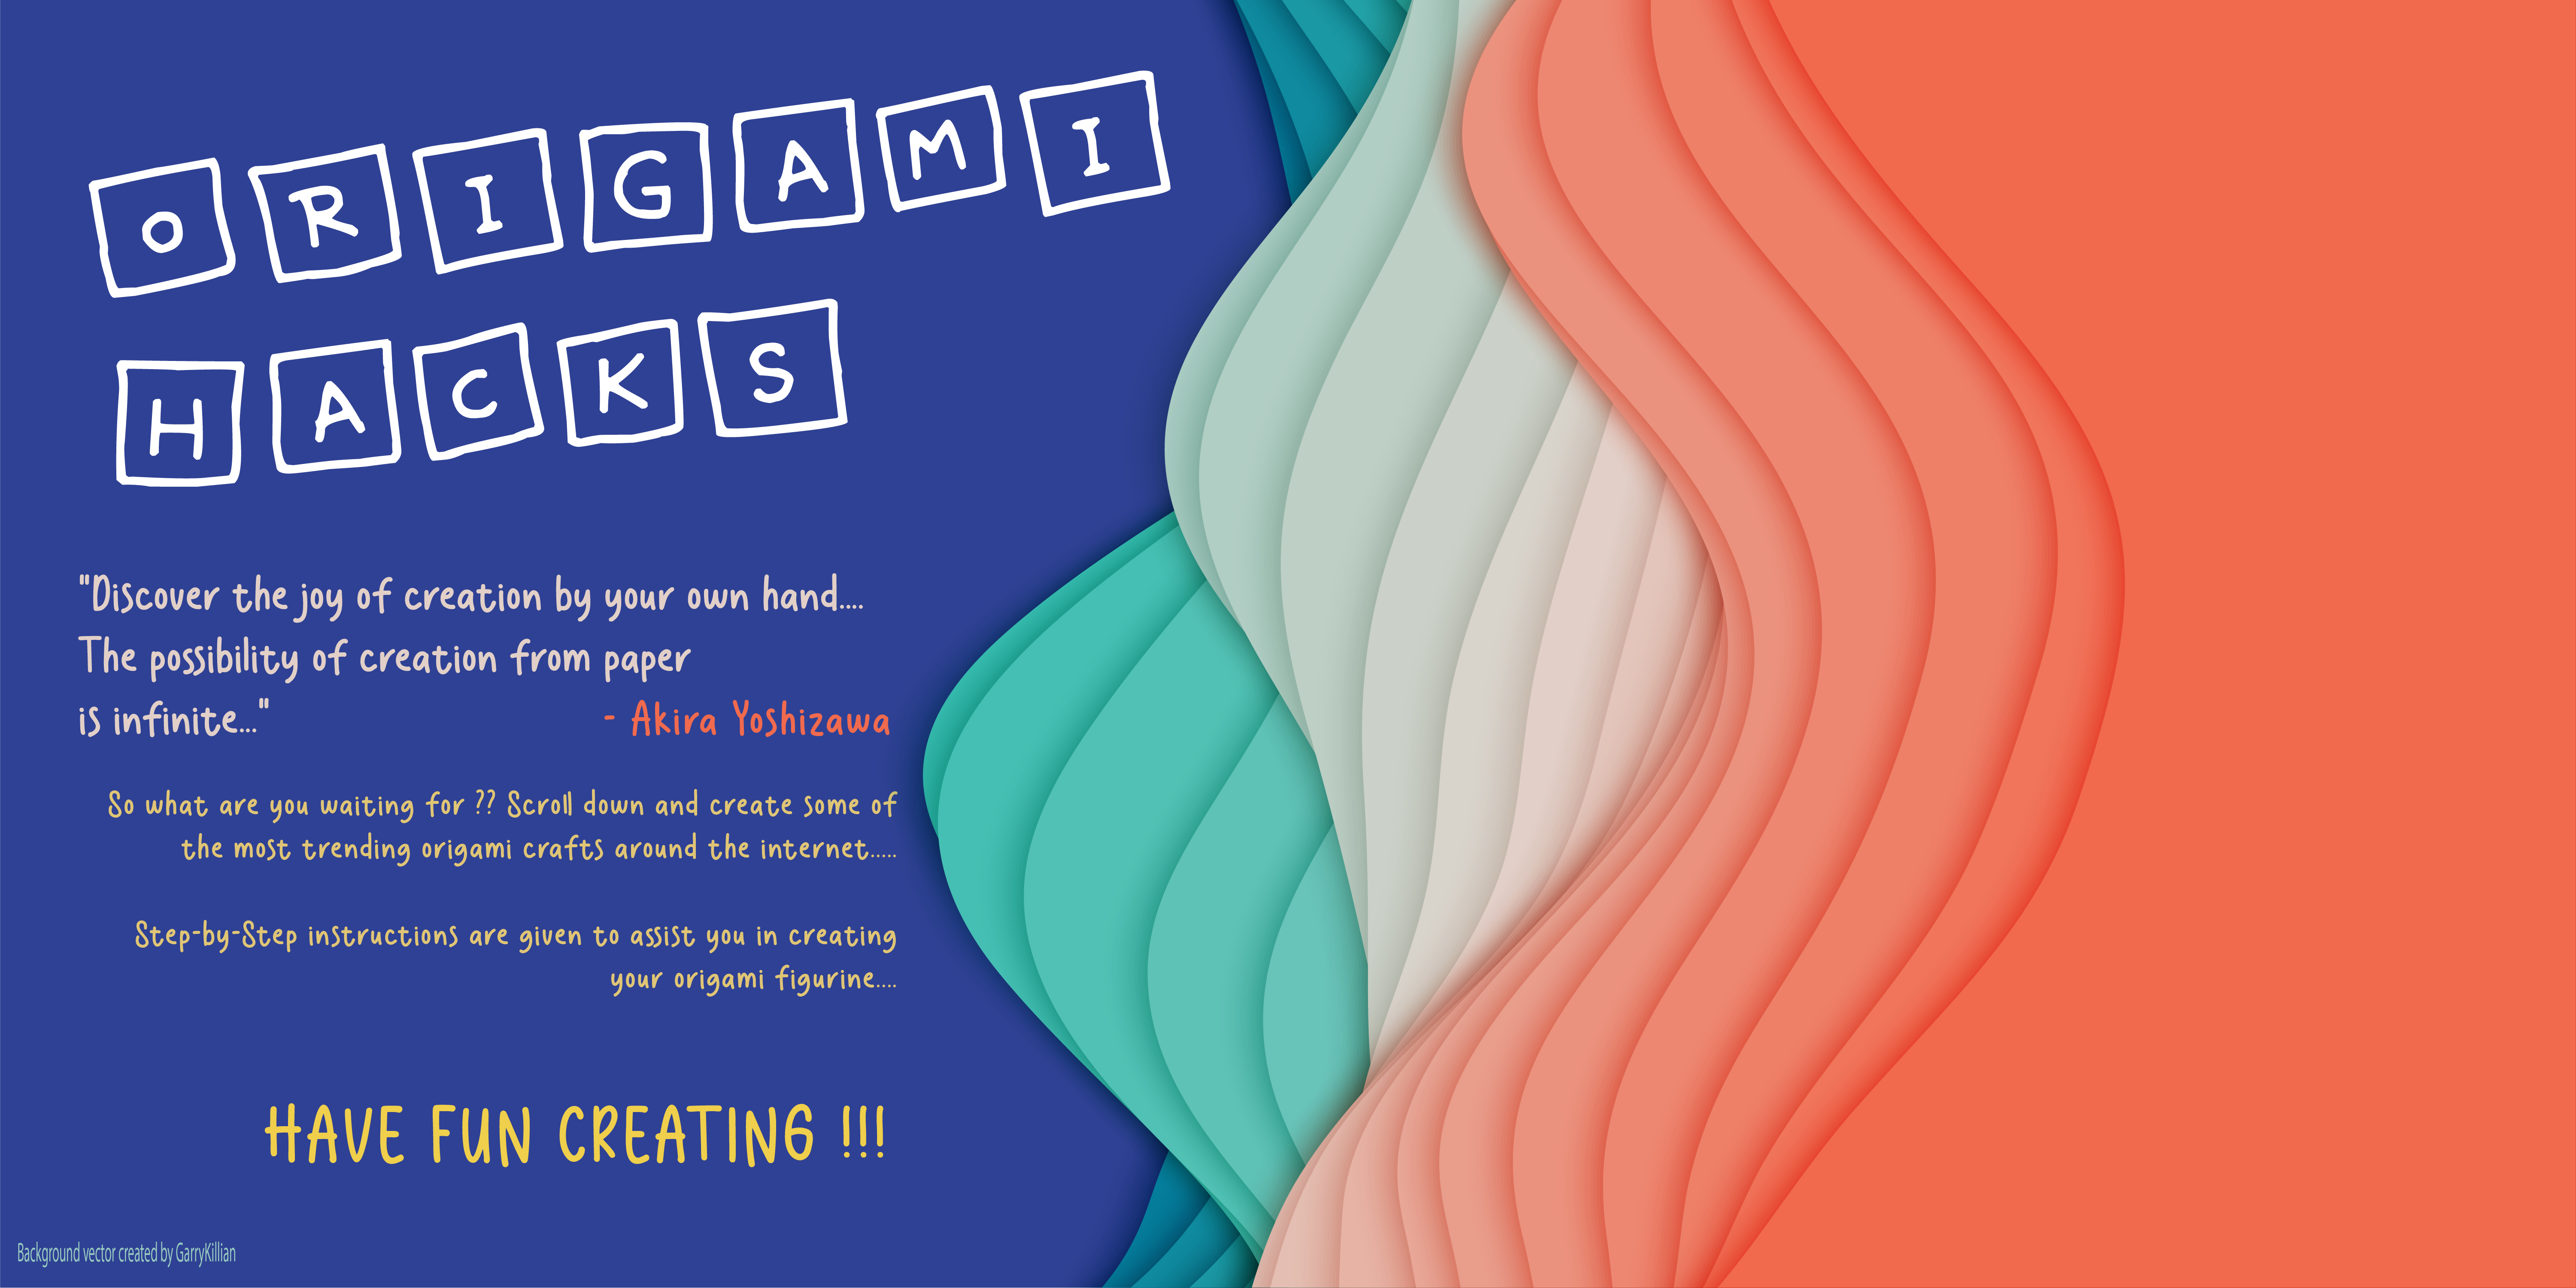 ORIGAMI
HACKS
"Discover the joy of creation by your own hand....
The possibility of creation from paper
is infinite..." - Akira Yoshizawa
So what are you waiting for ?? Scroll down and create some of
the most trending origami crafts around the internet.....
Step-by-Step instructions are given to assist you in creating
your origami figurine....
HAVE FUN CREATING !!!
Background vector created by GarryKillian